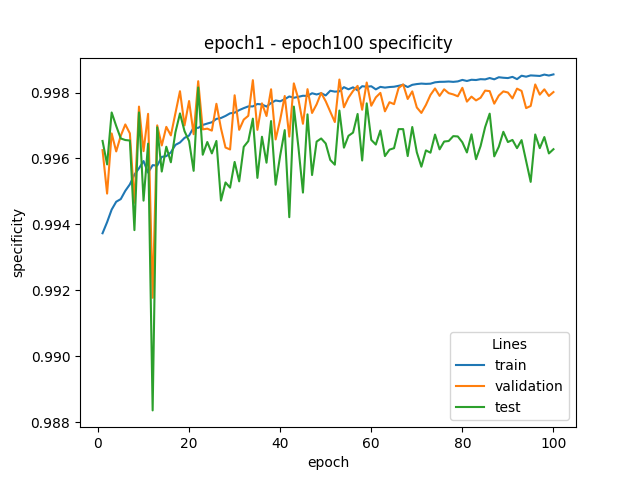 epoch1 - epoch100 specificity
0.998
0.996
0.994
0.992
0.990
0.988
specificity
0 20 40 60 80 100
epoch
Lines
train
validation
test